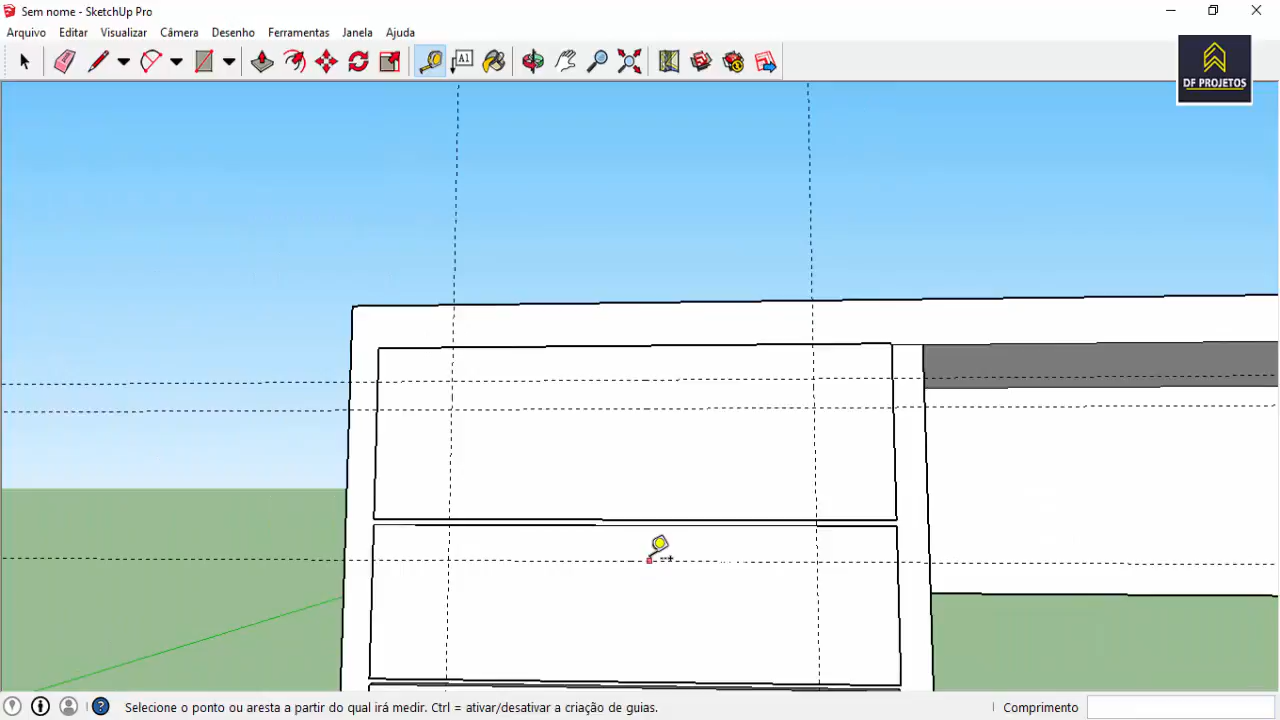 Sem nome - SketchUp Pro
Arquivo Editar Visualizar Câmera Desenho Ferramentas Janela Ajuda
A1
DF PROJETOS
Selecione o ponto ou aresta a partir do qual irá medir. Ctrl = ativar/desativar a criação de guias.
Comprimento